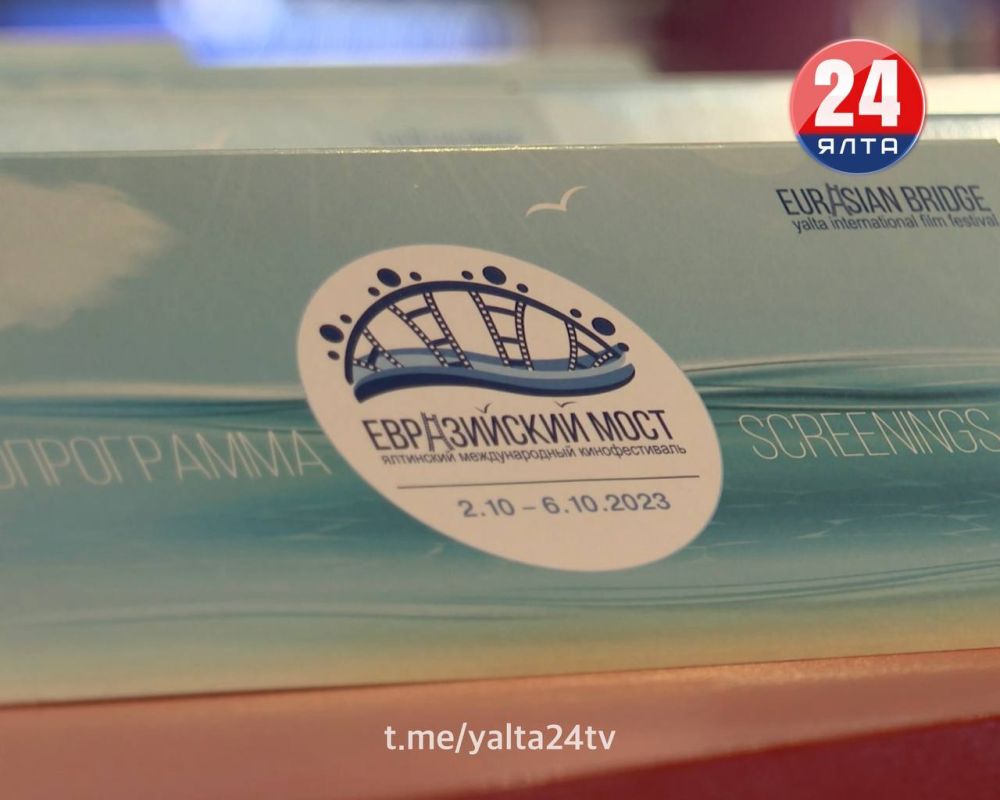 24
ЯЛТА
EURASIAN BRIDGE
yalta international film festival
ЕВРАЗИЙСКИЙ МОСТ
ЯЛТИНСКИЙ МЕЖДУНАРОДНЫЙ КИНОФЕСТИВАЛЬ
2.10 – 6.10.2023
SCREENINGS
t.me/yalta24tv